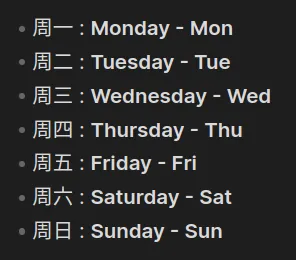 周一 : Monday - Mon
周二 : Tuesday - Tue
周三 : Wednesday - Wed
周四 : Thursday - Thu
周五 : Friday - Fri
周六 : Saturday - Sat
周日 : Sunday - Sun